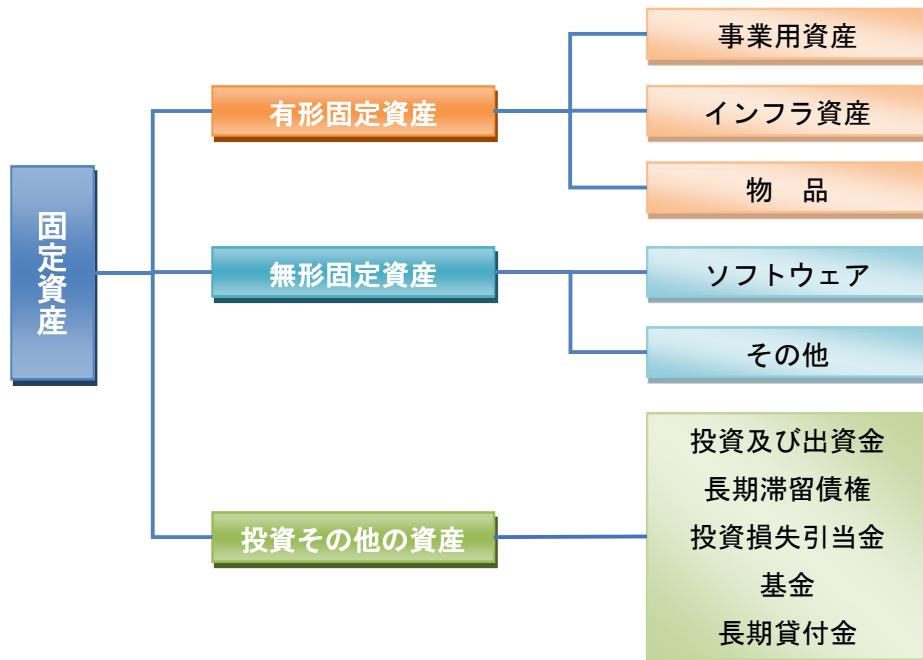 固定資産
有形固定資産
事業用資産
インフラ資産
物　品
無形固定資産
ソフトウェア
その他
投資その他の資産
投資及び出資金
長期滞留債権
投資損失引当金
基金
長期貸付金